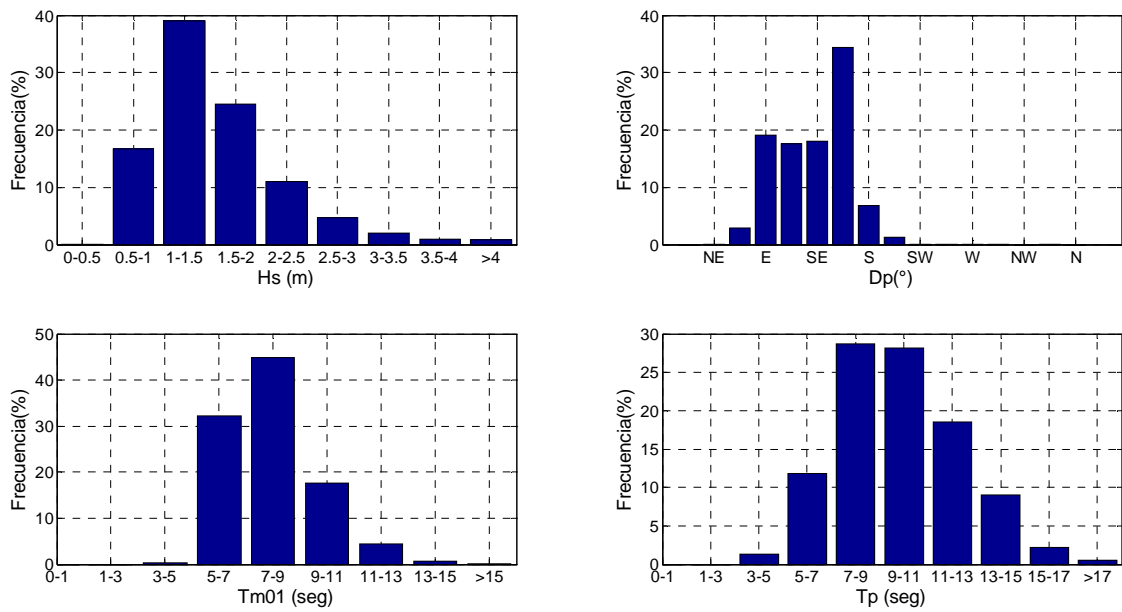 Frecuencia(%)
40
30
20
10
0
0-0.5 0.5-1 1-1.5 1.5-2 2-2.5 2.5-3 3-3.5 3.5-4 >4
Hs (m)
Frecuencia(%)
40
30
20
10
0
NE E SE S SW W NW N
Dp(°)
Frecuencia(%)
50
40
30
20
10
0
0-1 1-3 3-5 5-7 7-9 9-11 11-13 13-15 >15
Tm01 (seg)
Frecuencia(%)
30
25
20
15
10
5
0
0-1 1-3 3-5 5-7 7-9 9-11 11-13 13-15 15-17 >17
Tp (seg)